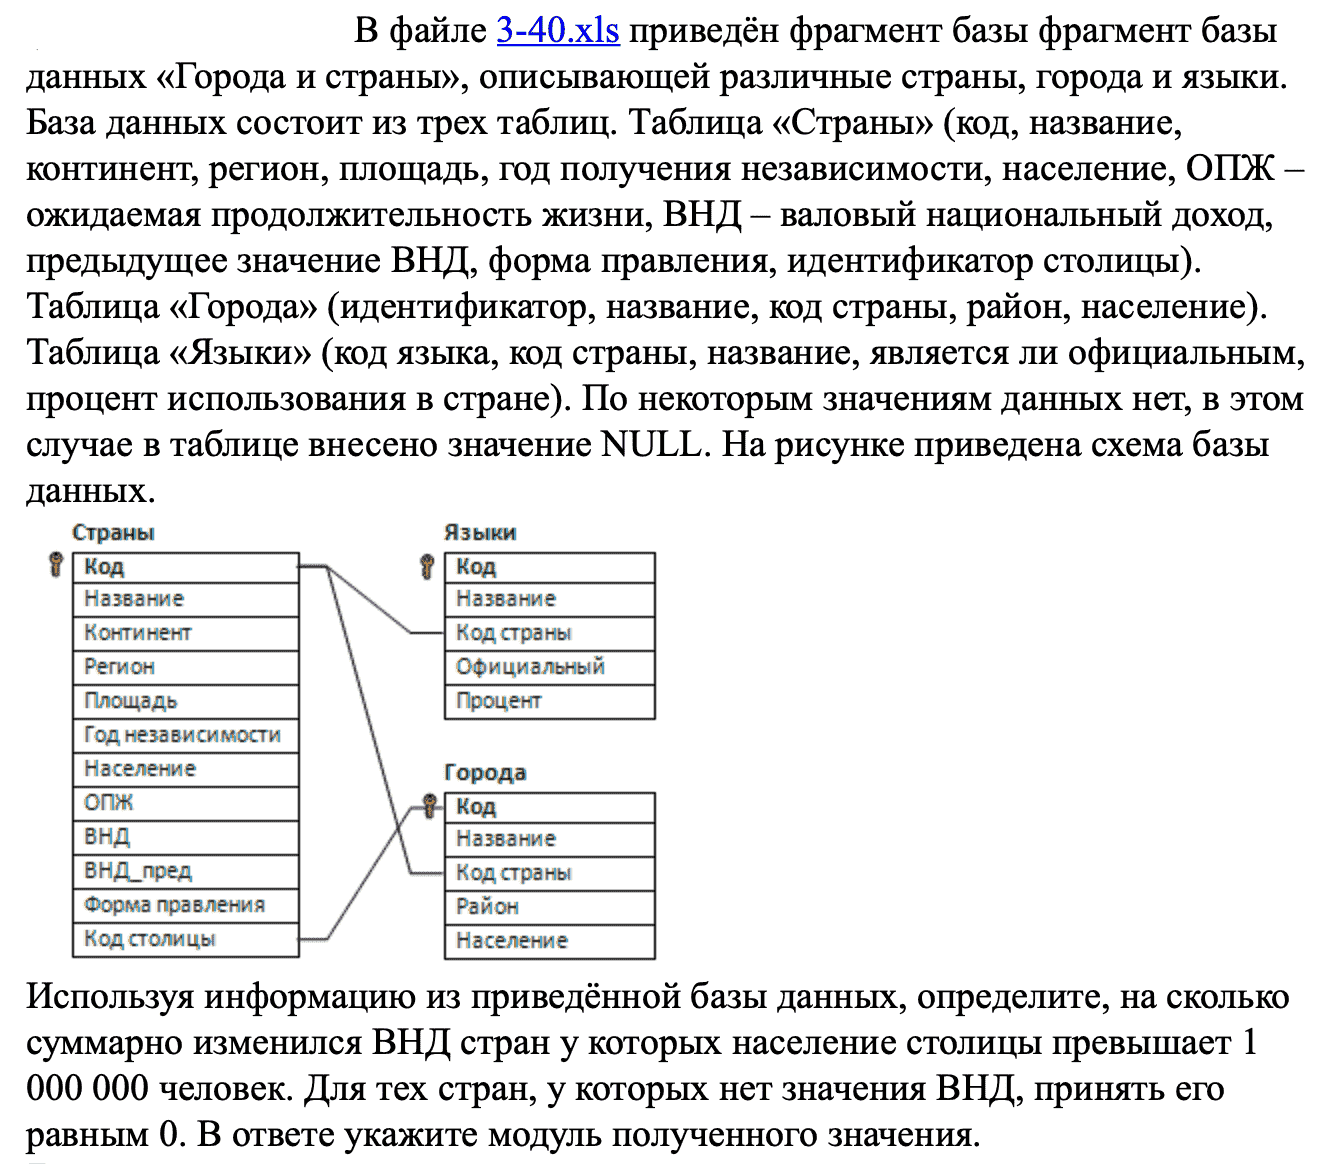 В файле 3-40.xls приведён фрагмент базы фрагмент базы
данных «Города и страны», описывающей различные страны, города и языки.
База данных состоит из трех таблиц. Таблица «Страны» (код, название,
континент, регион, площадь, год получения независимости, население, ОПЖ –
ожидаемая продолжительность жизни, ВНД – валовый национальный доход,
предыдущее значение ВНД, форма правления, идентификатор столицы).
Таблица «Города» (идентификатор, название, код страны, район, население).
Таблица «Языки» (код языка, код страны, название, является ли официальным,
процент использования в стране). По некоторым значениям данных нет, в этом
случае в таблице внесено значение NULL. На рисунке приведена схема базы
данных.
Страны
Код
Название
Континент
Регион
Площадь
Год независимости
Население
ОПЖ
ВНД
ВНД_пред
Форма правления
Код столицы
Языки
Код
Название
Код страны
Официальный
Процент
Города
Код
Название
Код страны
Район
Население
Используя информацию из приведённой базы данных, определите, на сколько
суммарно изменился ВНД стран у которых население столицы превышает 1
000 000 человек. Для тех стран, у которых нет значения ВНД, принять его
равным 0. В ответе укажите модуль полученного значения.